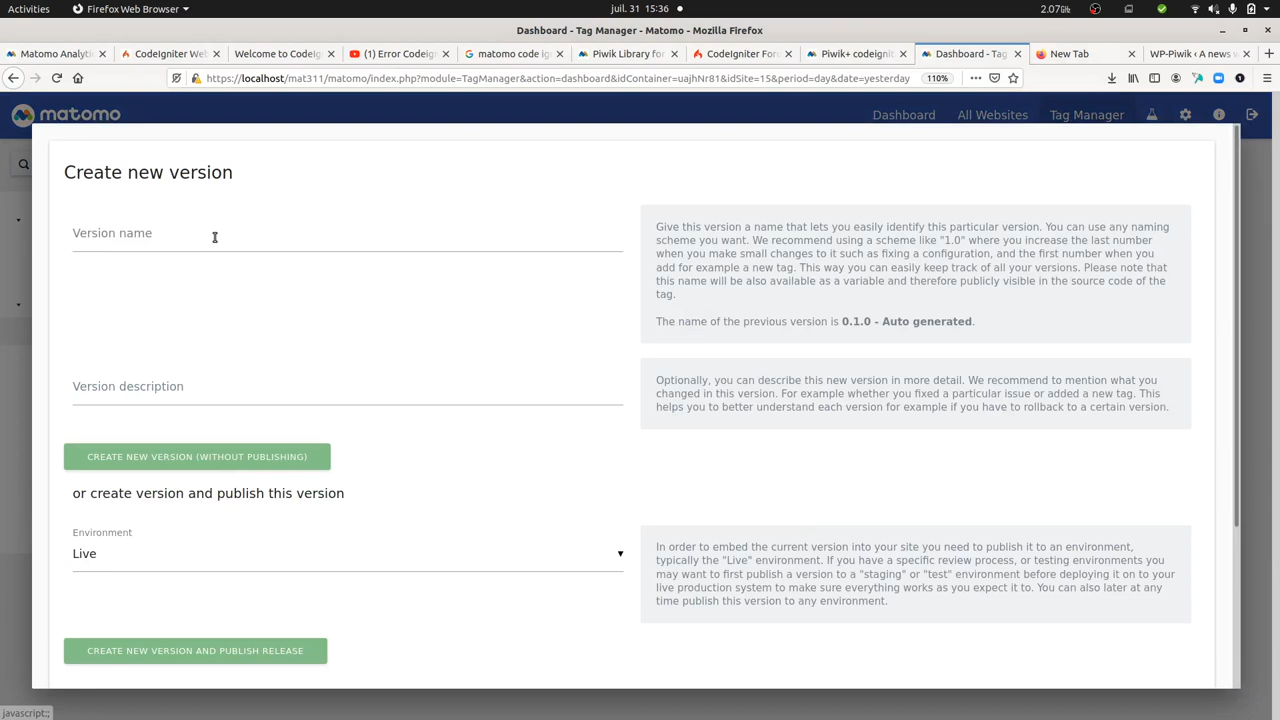 Activities Firefox Web Browser juil. 31 15:36 2.07GHz
Dashboard - Tag Manager - Mozilla Firefox
Matomo Analyti CodeIgniter Web Welcome to CodeIg (1) Error Codeign matomo code ig Piwik Library for CodeIgniter For Piwik+ codeignit Dashboard - Tag New Tab WP-Piwik ‹ A news w
https://localhost/mat311/matomo/index.php?module=TagManager&action=dashboard&idContainer=uajhNr81&idSite=15&period=day&date=yesterday 110%
matomo Dashboard All Websites Tag Manager
Create new version
Version name
Give this version a name that lets you easily identify this particular version. You can use any naming
scheme you want. We recommend using a scheme like "1.0" where you increase the last number
when you make small changes to it such as fixing a configuration, and the first number when you
add for example a new tag. This way you can easily keep track of all your versions. Please note that
this name will be also available as a variable and therefore publicly visible in the source code of the
tag.
The name of the previous version is 0.1.0 - Auto generated.
Version description
Optionally, you can describe this new version in more detail. We recommend to mention what you
changed in this version. For example whether you fixed a particular issue or added a new tag. This
helps you to better understand each version for example if you have to rollback to a certain version.
CREATE NEW VERSION (WITHOUT PUBLISHING)
or create version and publish this version
Environment
Live
In order to embed the current version into your site you need to publish it to an environment,
typically the "Live" environment. If you have a specific review process, or testing environments you
may want to first publish a version to a "staging" or "test" environment before deploying it on to your
live production system to make sure everything works as you expect it to. You can also later at any
time publish this version to any environment.
CREATE NEW VERSION AND PUBLISH RELEASE
javascript:;